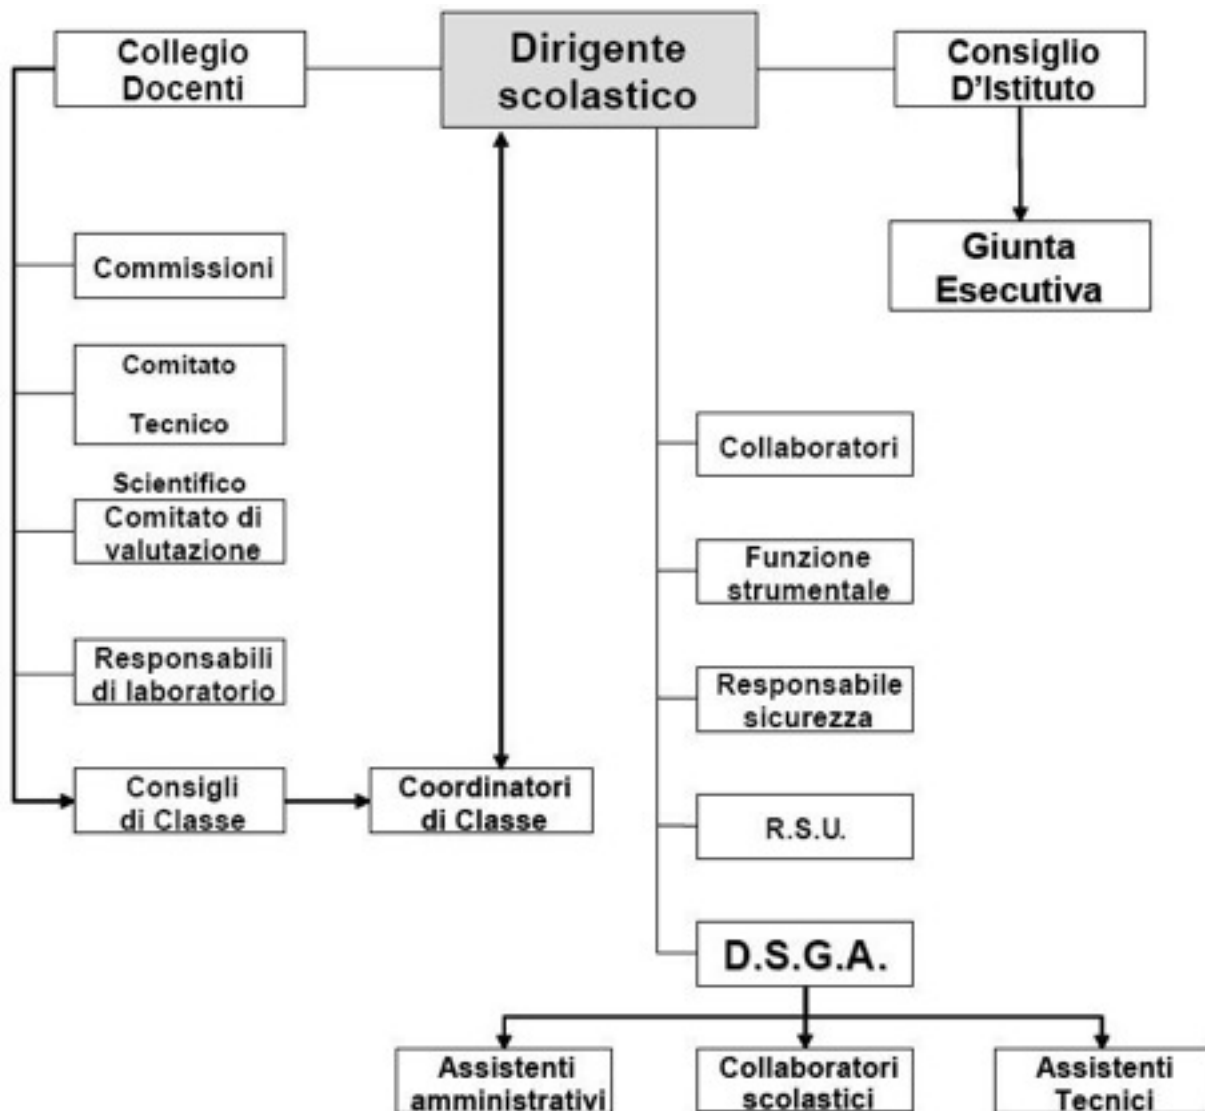 Collegio
Docenti
Dirigente
scolastico
Consiglio
D'Istituto
Giunta
Esecutiva
Commissioni
Comitato
Tecnico
Scientifico
Comitato di
valutazione
Responsabili
di laboratorio
Consigli
di Classe
Coordinatori
di Classe
Collaboratori
Funzione
strumentale
Responsabile
sicurezza
R.S.U.
D.S.G.A.
Assistenti
amministrativi
Collaboratori
scolastici
Assistenti
Tecnici